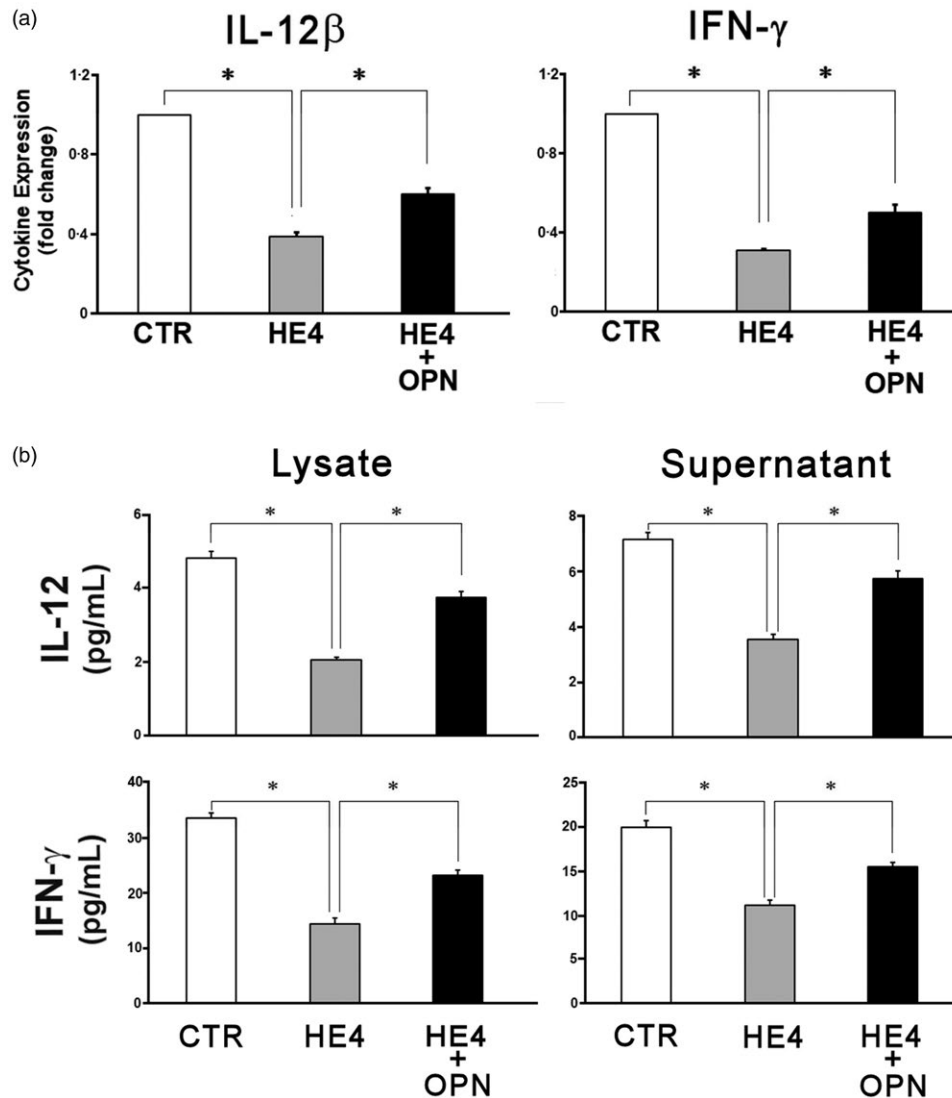 (a)
IL-12β
IFN-γ
Cytokine Expression
(fold change)
1·2
0·8
0·4
0
*
*
CTR
HE4
HE4
+
OPN
1·2
0·8
0·4
0
*
*
CTR
HE4
HE4
+
OPN
(b)
Lysate
Supernatant
IL-12
(pg/mL)
6
4
2
0
*
*
8
6
4
2
0
*
*
IFN-γ
(pg/mL)
40
30
20
10
0
*
*
CTR
HE4
HE4
+
OPN
25
20
15
10
5
0
*
*
CTR
HE4
HE4
+
OPN